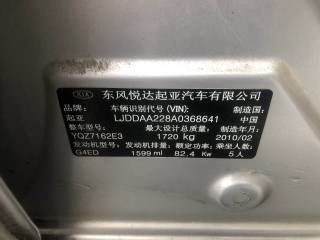 KIA 东风悦达起亚汽车有限公司
品牌: 车辆识别代号(VIN): 制造国:
起亚 LJDDAA228A0368641 中国
整车型号: 最大设计总质量: 制造年月:
YQZ7162E3 1720 kg 2010/02
发动机型号: 发动机排量: 额定功率: 乘坐人数:
G4ED 1599 ml 82.4 Kw 5人